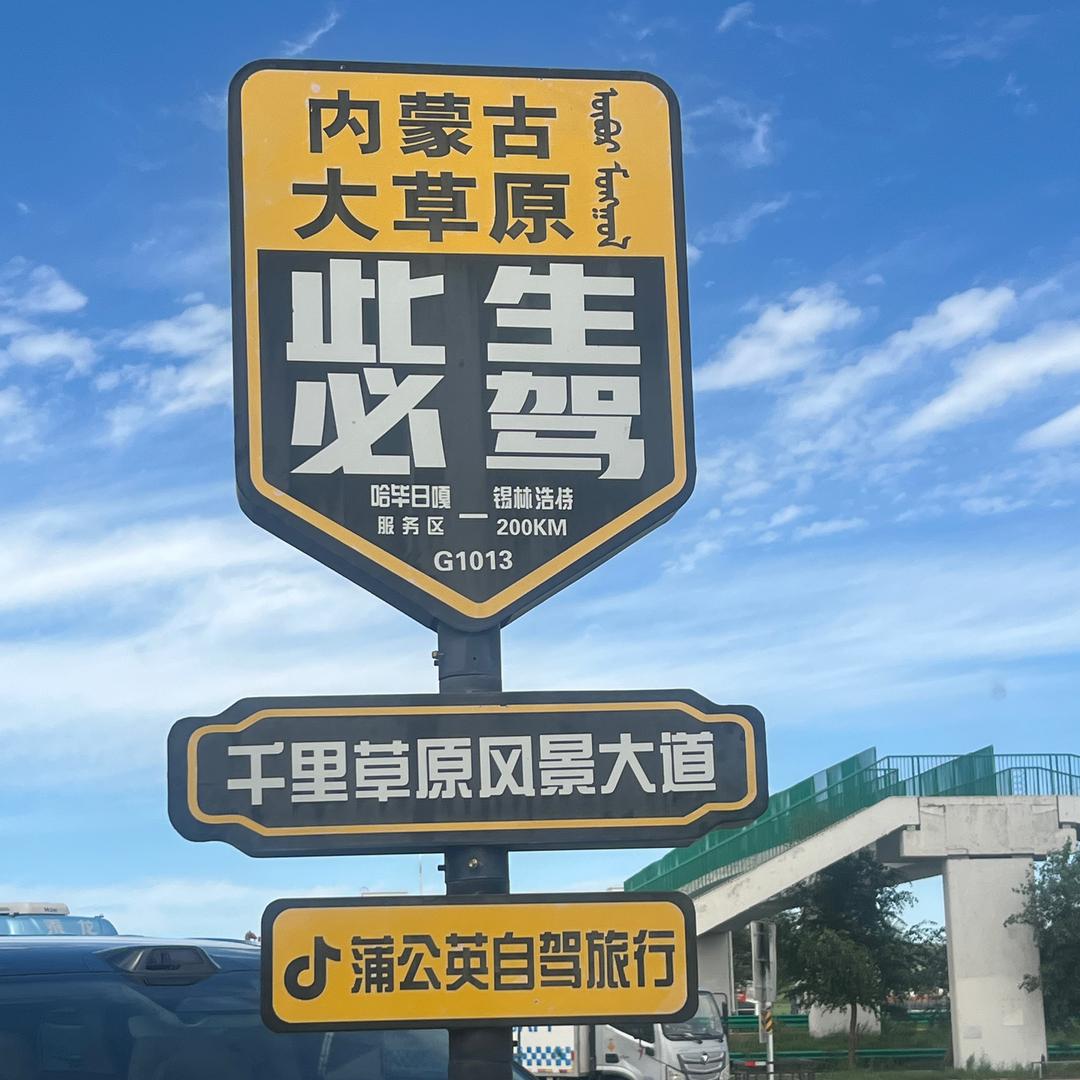 内蒙古
大草原
此生
必驾
哈毕日嘎
服务区
—
锡林浩特
200KM
G1013
千里草原风景大道
蒲公英自驾旅行